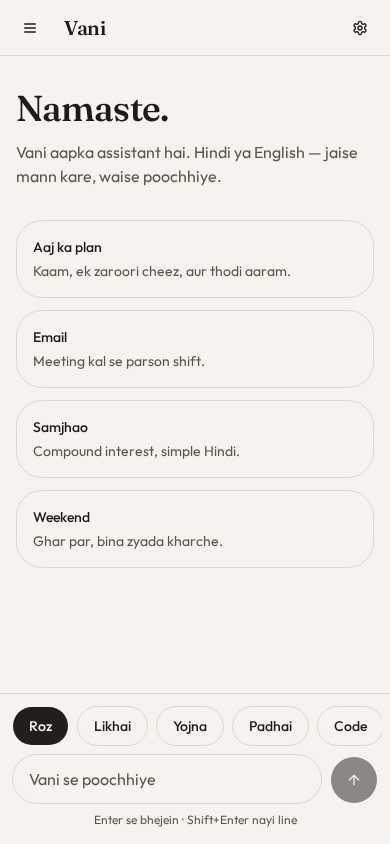 Vani
Namaste.
Vani aapka assistant hai. Hindi ya English — jaise
mann kare, waise poochhiye.
Aaj ka plan
Kaam, ek zaroori cheez, aur thodi aaram.
Email
Meeting kal se parson shift.
Samjhao
Compound interest, simple Hindi.
Weekend
Ghar par, bina zyada kharche.
Roz Likhai Yojna Padhai Code
Vani se poochhiye
Enter se bhejein · Shift+Enter nayi line